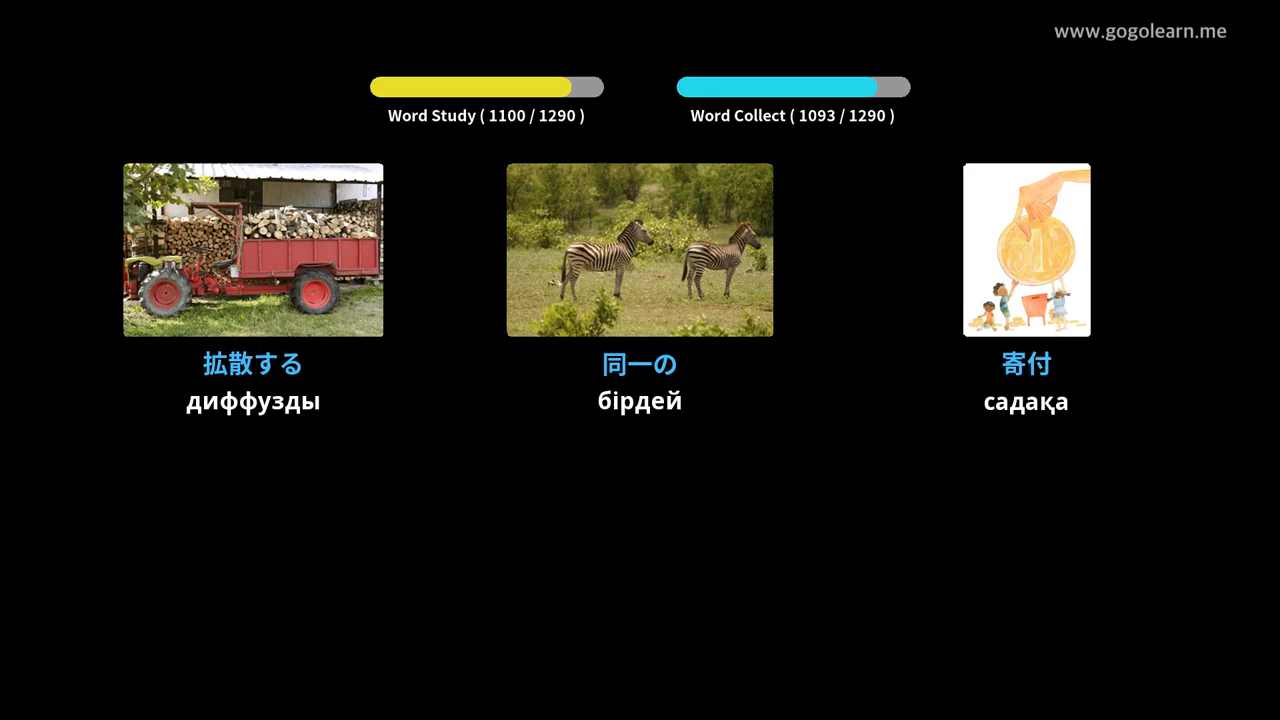 www.gogolearn.me
Word Study ( 1100 / 1290 )
Word Collect ( 1093 / 1290 )
拡散する
диффузды
同一の
бірдей
寄付
садақа